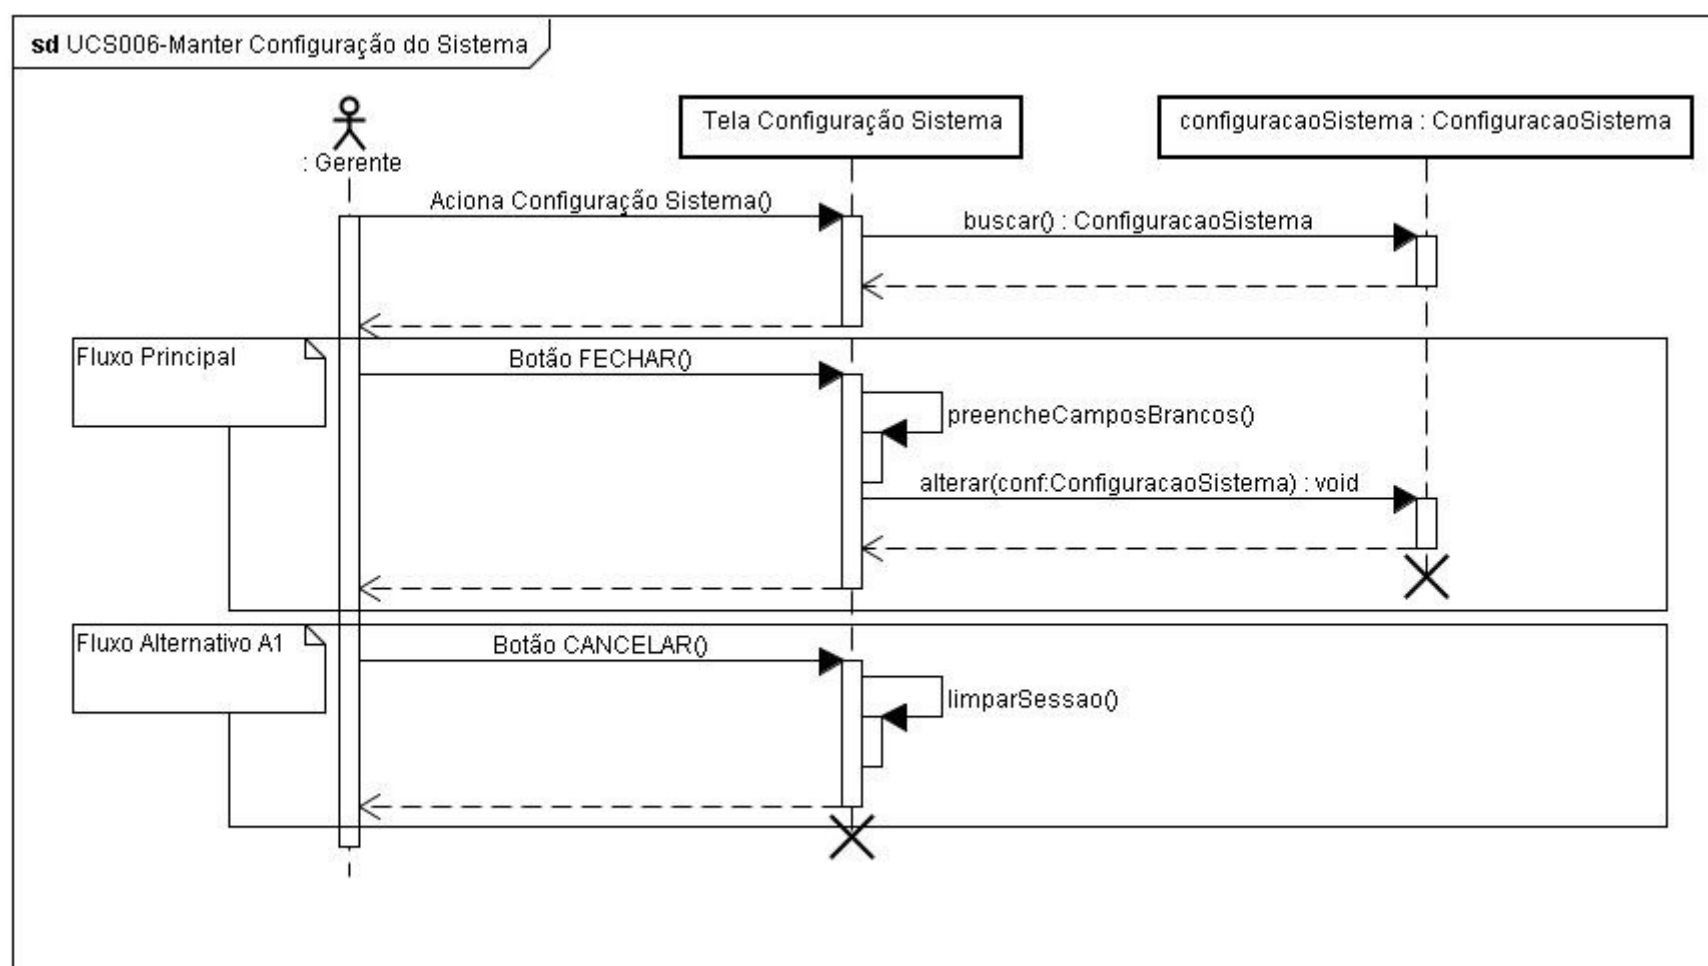 sd UCS006-Manter Configuração do Sistema
: Gerente
Tela Configuração Sistema
configuracaoSistema : ConfiguracaoSistema
Aciona Configuração Sistema()
buscar() : ConfiguracaoSistema
Fluxo Principal
Botão FECHAR()
preencheCamposBrancos()
alterar(conf:ConfiguracaoSistema) : void
Fluxo Alternativo A1
Botão CANCELAR()
limparSessao()